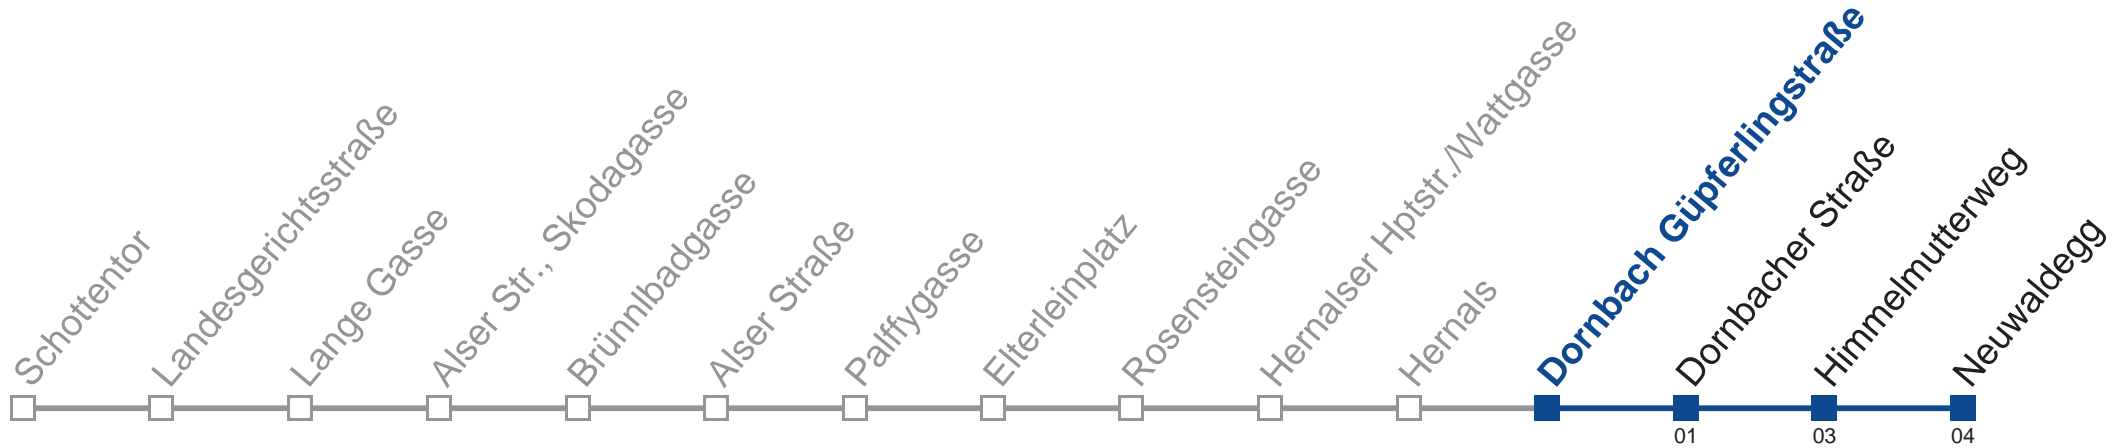 Schottentor
Landesgerichtsstraße
Lange Gasse
Alser Str., Skodagasse
Brünnlbadgasse
Alser Straße
Palffygasse
Elterleinplatz
Rosensteingasse
Hernalser Hptstr./Wattgasse
Hernals
Dornbach Güpferlingstraße
Dornbacher Straße
Himmelmutterweg
Neuwaldegg
01
03
04